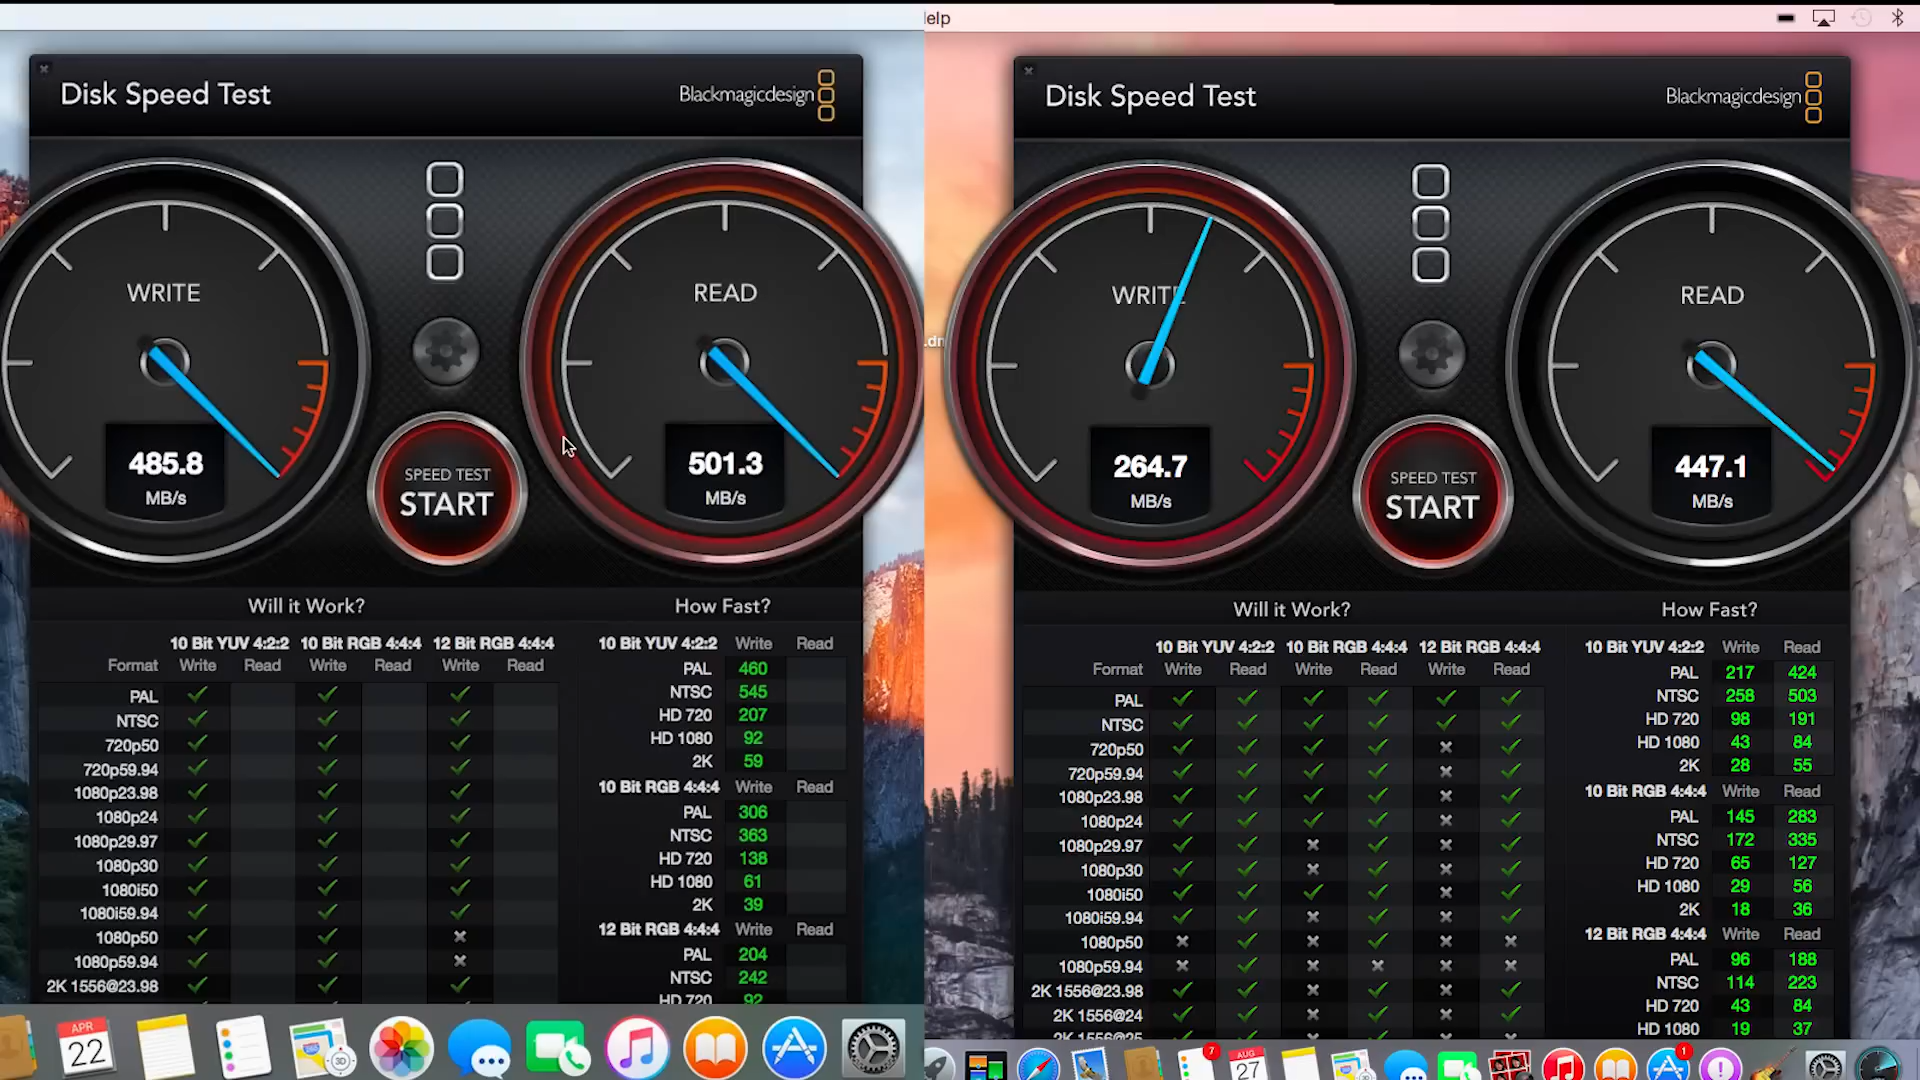 elp
Disk Speed Test
Blackmagicdesign
WRITE
485.8
MB/s
READ
501.3
MB/s
SPEED TEST
START
Will it Work?
How Fast?
10 Bit YUV 4:2:2 10 Bit RGB 4:4:4 12 Bit RGB 4:4:4
Format Write Read Write Read Write Read
PAL
NTSC
720p50
720p59.94
1080p23.98
1080p24
1080p29.97
1080p30
1080i50
1080i59.94
1080p50
1080p59.94
2K 1556@23.98
10 Bit YUV 4:2:2 Write Read
PAL 460
NTSC 545
HD 720 207
HD 1080 92
2K 59
10 Bit RGB 4:4:4 Write Read
PAL 306
NTSC 363
HD 720 138
HD 1080 61
2K 39
12 Bit RGB 4:4:4 Write Read
PAL 204
NTSC 242
HD 720 92
APR
22
3D
Disk Speed Test
Blackmagicdesign
.dm
WRITE
264.7
MB/s
READ
447.1
MB/s
SPEED TEST
START
Will it Work?
How Fast?
10 Bit YUV 4:2:2 10 Bit RGB 4:4:4 12 Bit RGB 4:4:4
Format Write Read Write Read Write Read
PAL
NTSC
720p50
720p59.94
1080p23.98
1080p24
1080p29.97
1080p30
1080i50
1080i59.94
1080p50
1080p59.94
2K 1556@23.98
2K 1556@24
2K 1556@25
10 Bit YUV 4:2:2 Write Read
PAL 217 424
NTSC 258 503
HD 720 98 191
HD 1080 43 84
2K 28 55
10 Bit RGB 4:4:4 Write Read
PAL 145 283
NTSC 172 335
HD 720 65 127
HD 1080 29 56
2K 18 36
12 Bit RGB 4:4:4 Write Read
PAL 96 188
NTSC 114 223
HD 720 43 84
HD 1080 19 37
7
AUG
27
1